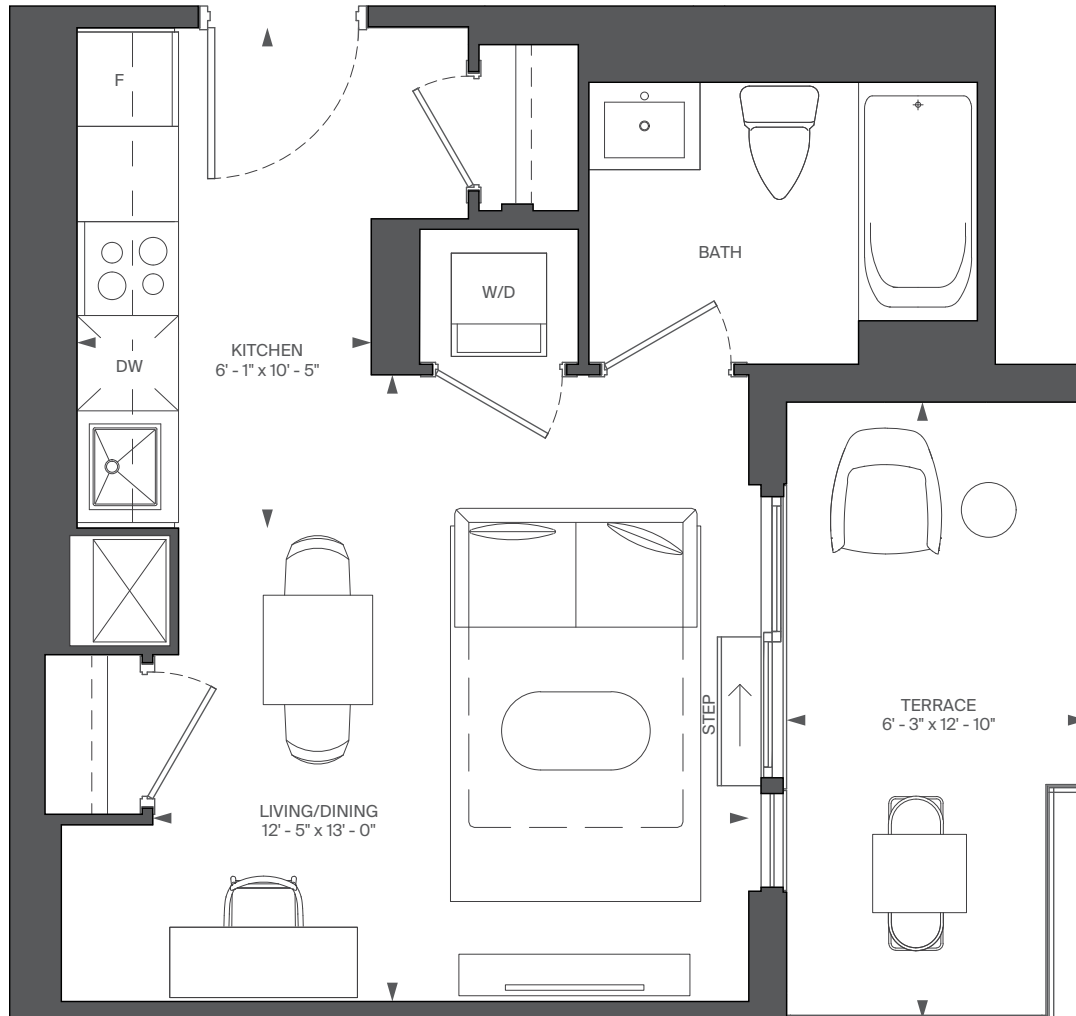 F
W/D
BATH
KITCHEN
6' - 1" x 10' - 5"
DW
STEP
TERRACE
6' - 3" x 12' - 10"
LIVING/DINING
12' - 5" x 13' - 0"